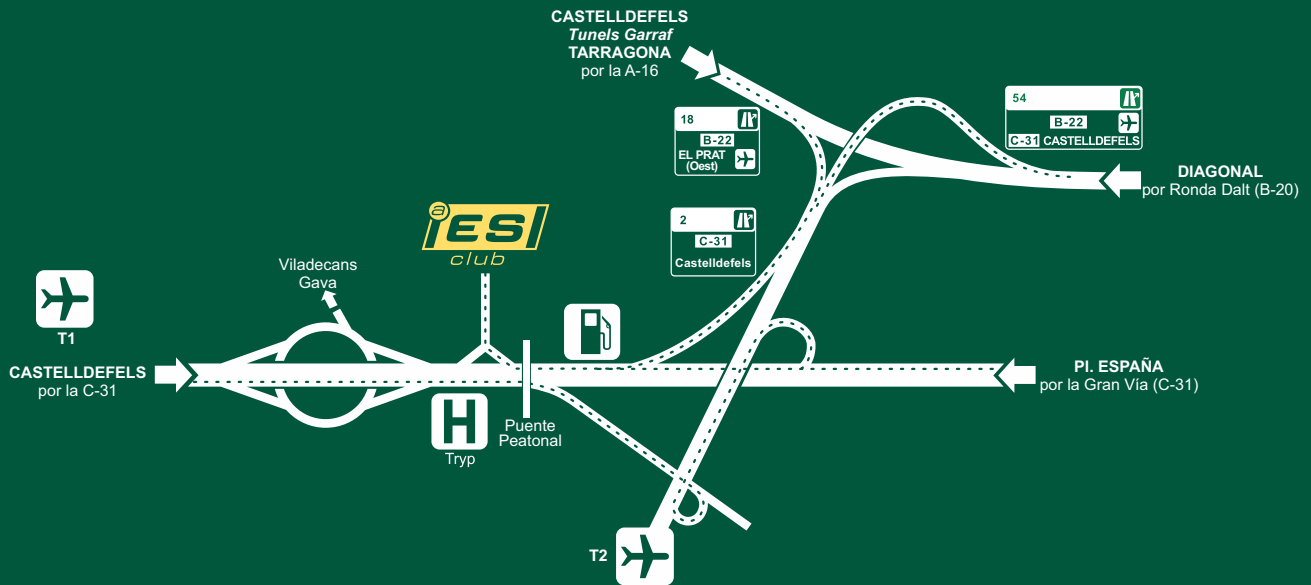 CASTELLDEFELS
Tunels Garraf
TARRAGONA
por la A-16
54
B-22
C-31 CASTELLDEFELS
18
B-22
EL PRAT
(Oest)
DIAGONAL
por Ronda Dalt (B-20)
2
C-31
Castelldefels
a
iESI
club
Viladecans
Gava
T1
CASTELLDEFELS
por la C-31
PI. ESPAÑA
por la Gran Vía (C-31)
H
Tryp
Puente
Peatonal
T2